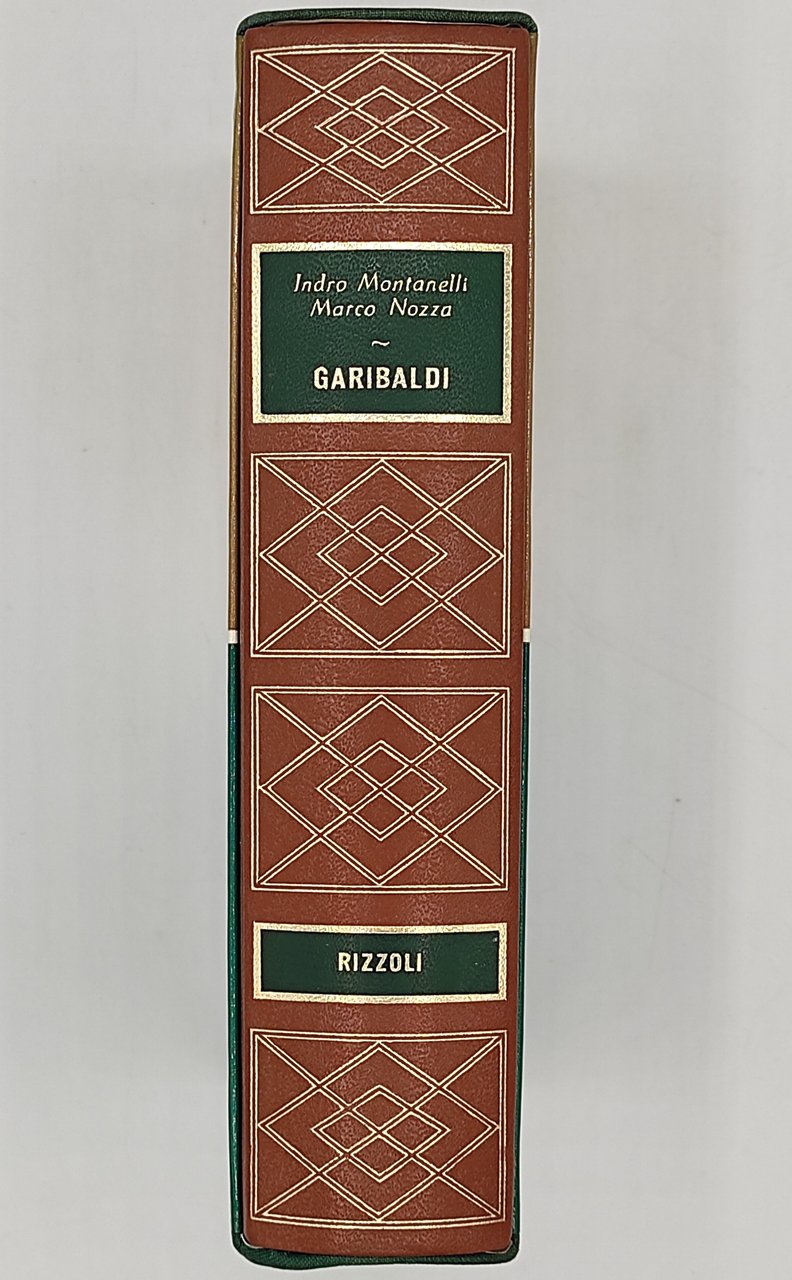 Indro Montanelli
Marco Nozza
~
GARIBALDI
RIZZOLI